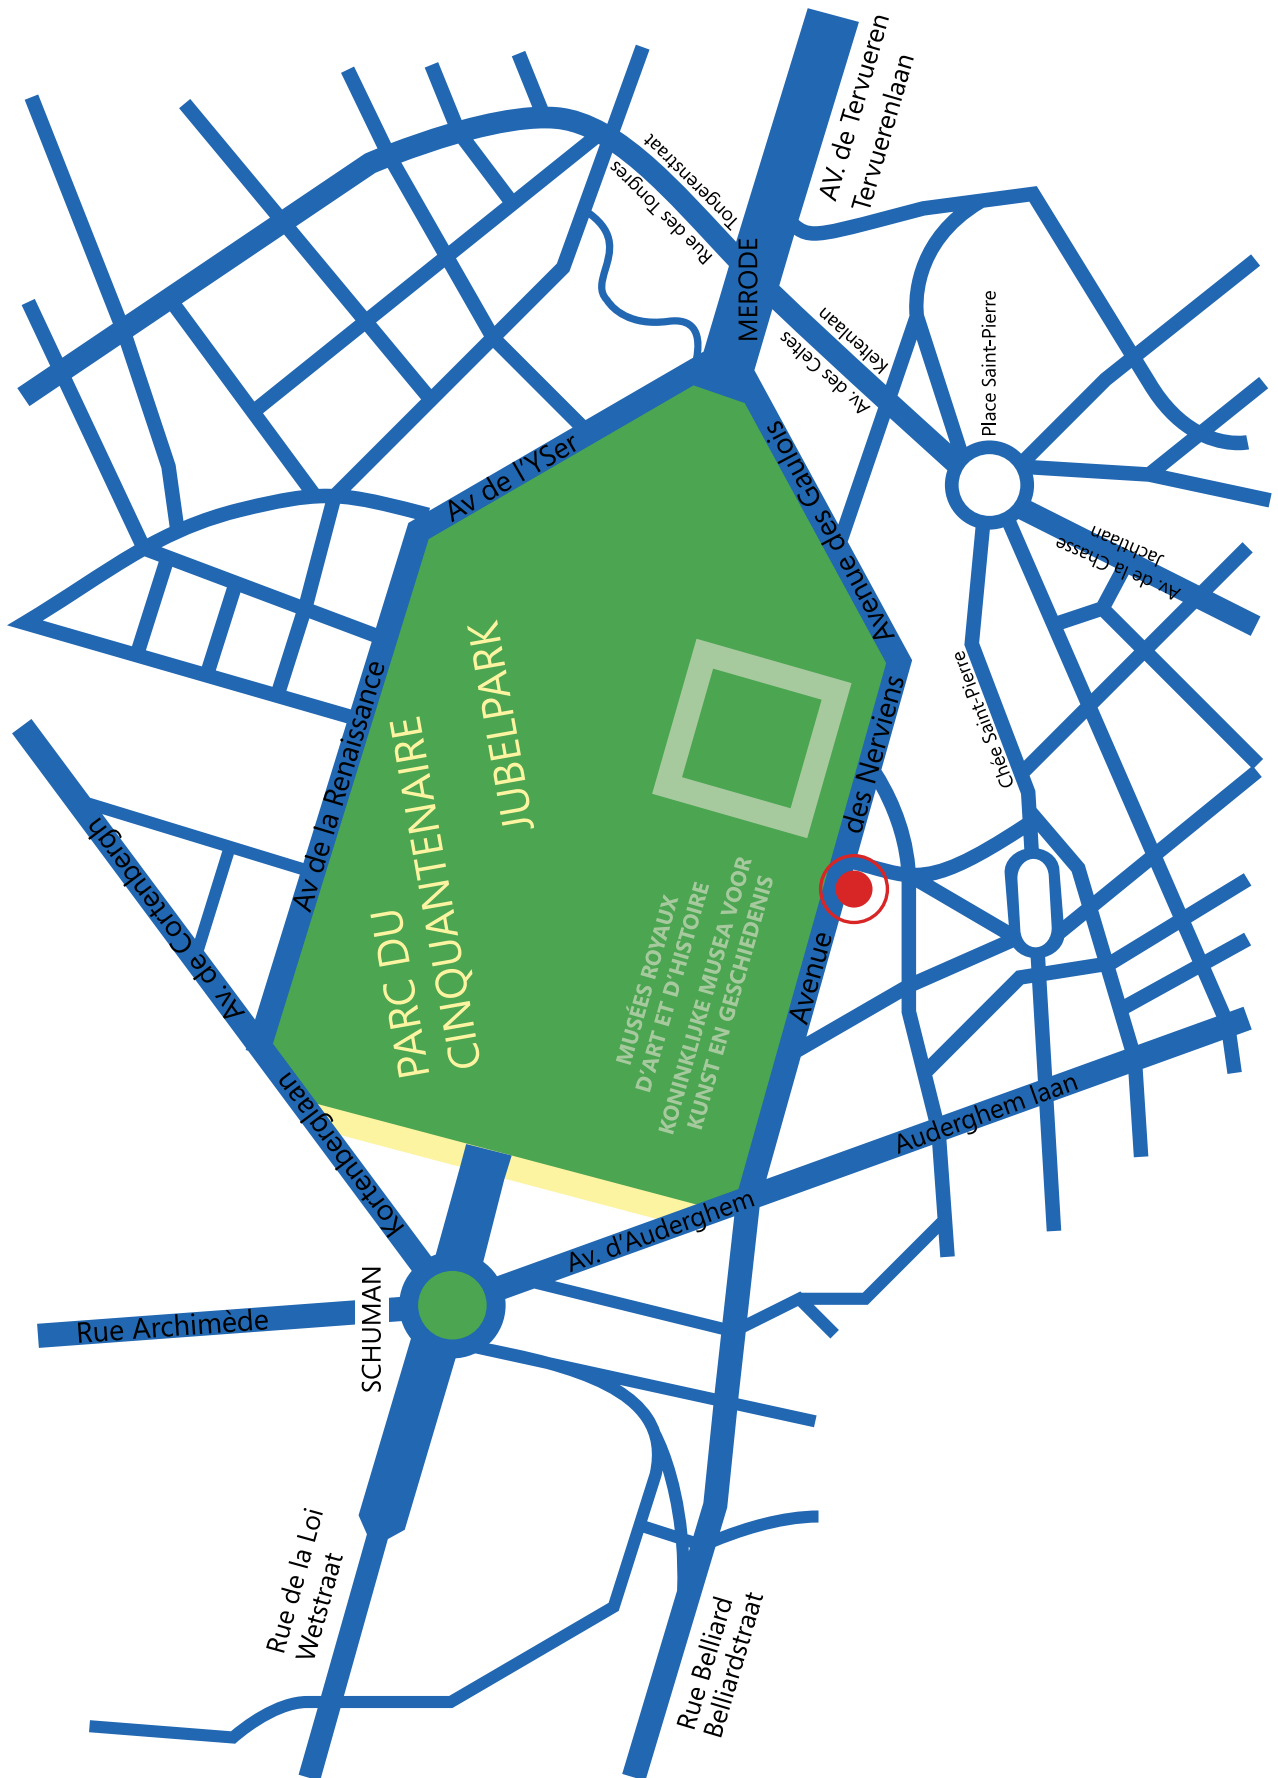 AV. de Tervueren
Tervuerenlaan
Tongerenstraat
Rue des Tongres
MERODE
Keltenlaan
Av. des Celtes
Place Saint-Pierre
Av de l'YSer
Avenue des Gaulois
Jachtlaan
Av. de la Chasse
Chée Saint-Pierre
Av de la Renaissance
JUBELPARK
PARC DU
CINQUANTENAIRE
des Nerviens
Avenue
MUSÉES ROYAUX
D'ART ET D'HISTOIRE
KONINKLIJKE MUSEA VOOR
KUNST EN GESCHIEDENIS
Av. de Cortenbergh
Kortenberglaan
Auderghem laan
Av. d'Auderghem
SCHUMAN
Rue Archimède
Rue de la Loi
Wetstraat
Rue Belliard
Belliardstraat